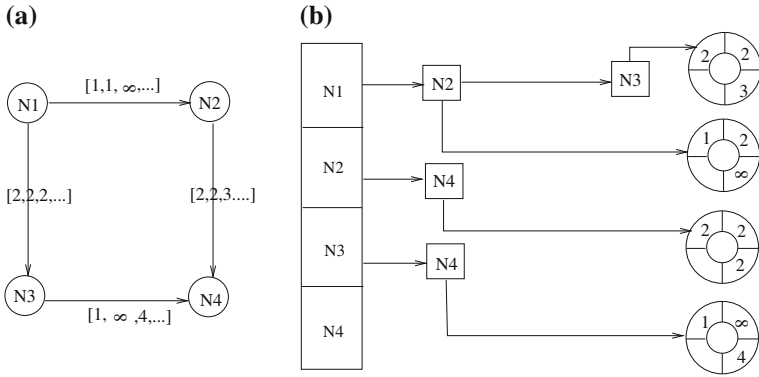 (a)
[1,1, ∞,...]
N1
N2
[2,2,2,...]
[2,2,3....]
N3
N4
[1, ∞ ,4,...]
(b)
N1
N2
N3
N4
N2
N3
N4
N4
2
2
3
1
2
∞
2
2
2
1
∞
4